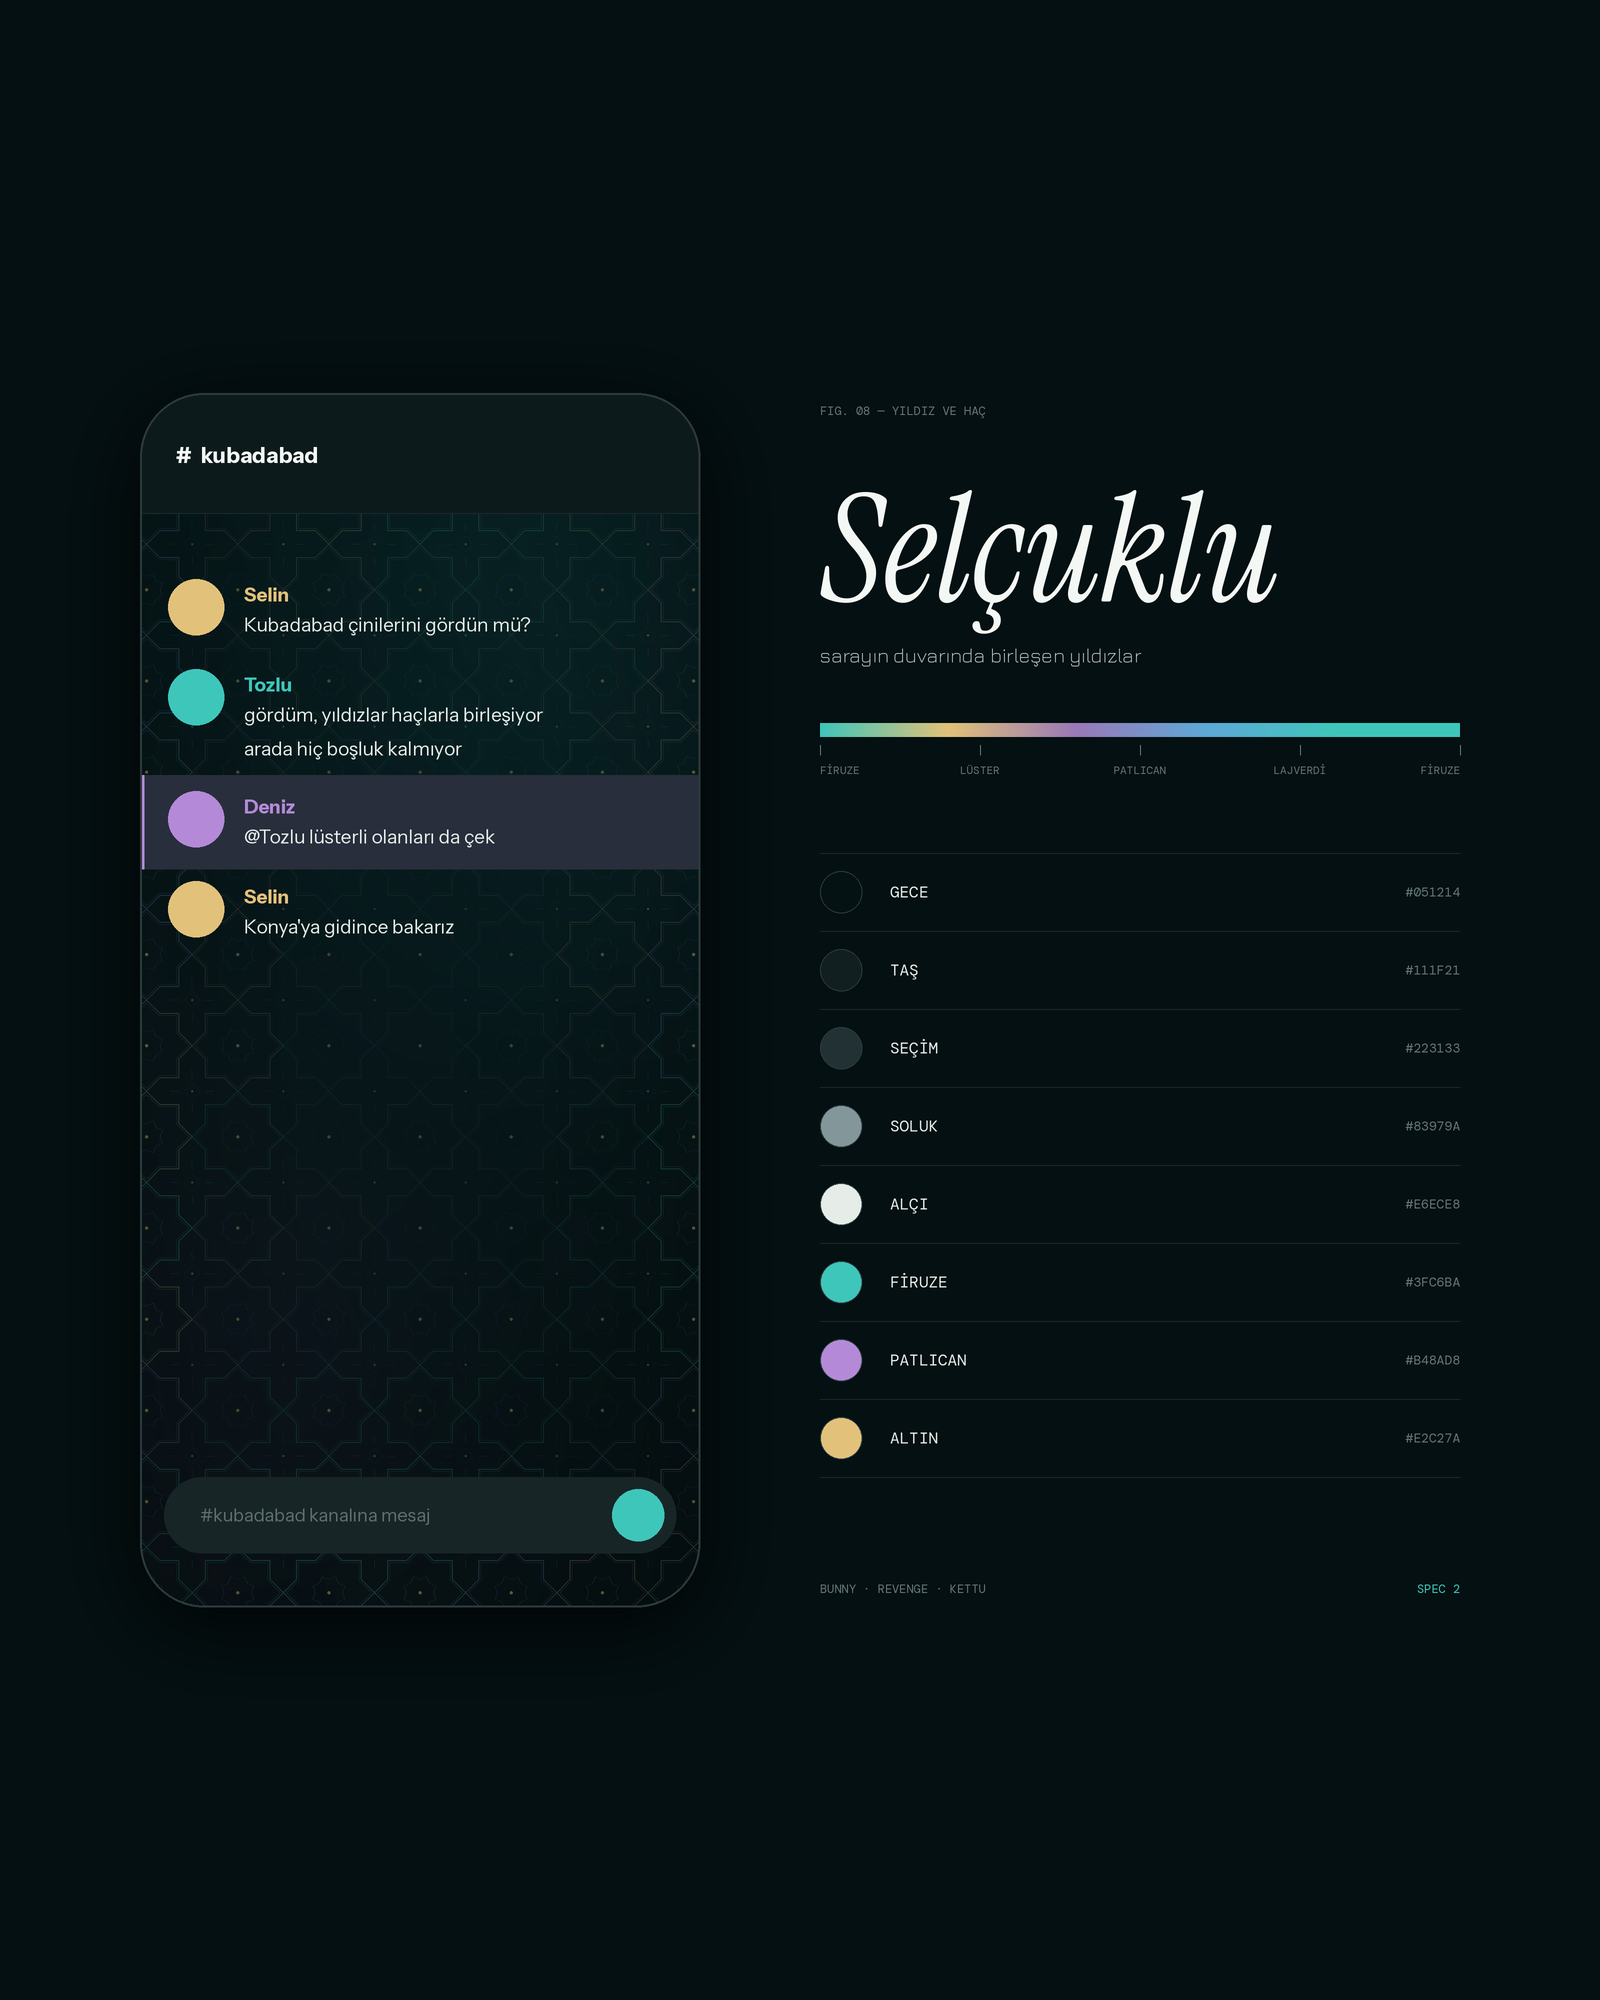 # kubadabad
Selin
Kubadabad çinilerini gördün mü?
Tozlu
gördüm, yıldızlar haçlarla birleşiyor
arada hiç boşluk kalmıyor
Deniz
@Tozlu lüsterli olanları da çek
Selin
Konya'ya gidince bakarız
#kubadabad kanalına mesaj
FIG. 08 — YILDIZ VE HAÇ
Selçuklu
sarayın duvarında birleşen yıldızlar
FİRUZE LÜSTER PATLICAN LAJVERDİ FİRUZE
GECE #051214
TAŞ #111F21
SEÇİM #223133
SOLUK #83979A
ALÇI #E6ECE8
FİRUZE #3FC6BA
PATLICAN #B48AD8
ALTIN #E2C27A
BUNNY · REVENGE · KETTU SPEC 2